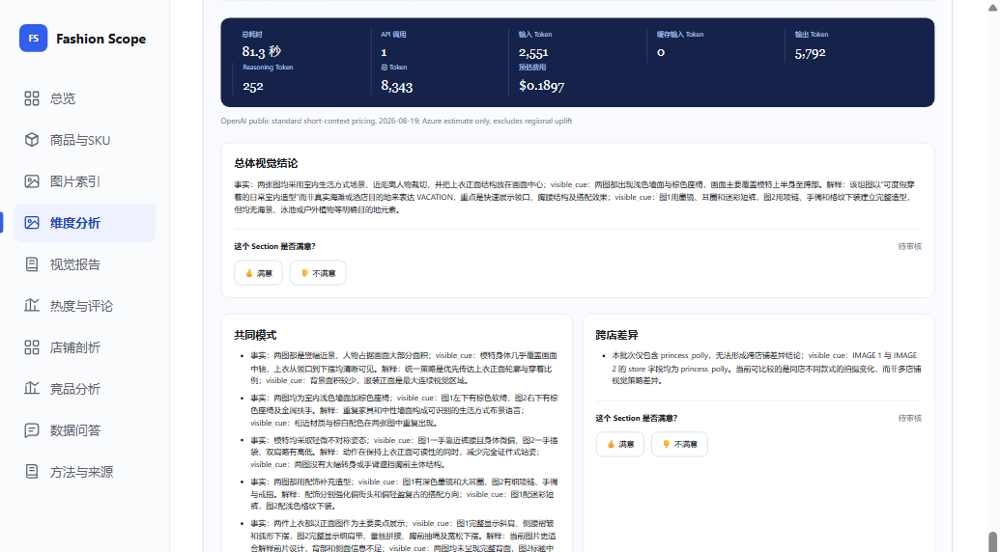 FS Fashion Scope
总览
商品与SKU
图片索引
维度分析
视觉报告
热度与评论
店铺剖析
竞品分析
数据问答
方法与来源
总耗时 API 调用 输入 Token 缓存输入 Token 输出 Token
81.3 秒 1 2,551 0 5,792
Reasoning Token 总 Token 预估费用
252 8,343 $0.1897
OpenAI public standard short-context pricing, 2026-08-19; Azure estimate only, excludes regional uplift
总体视觉结论
事实：两张图均采用室内生活方式场景、近距离人物裁切，并把上衣正面结构放在画面中心；visible_cue：两图都出现浅色墙面与棕色座椅，画面主要覆盖模特上半身至胯部。解释：该组图以“可度假穿
着的日常室内造型”而非真实海滩或酒店目的地来表达 VACATION，重点是快速展示领口、胸腰结构及搭配效果；visible_cue：图1用墨镜、耳圈和迷彩短裤，图2用项链、手镯和格纹下装建立完整造型，
但均无海景、泳池或户外植物等明确目的地元素。
这个 Section 是否满意? 待审核
👍 满意 👎 不满意
共同模式
事实：两图都是竖幅近景，人物占据画面大部分面积；visible_cue：模特身体几乎覆盖画面
中轴，上衣从领口到下摆均清晰可见。解释：统一策略是优先传达上衣正面轮廓与穿着比
例；visible_cue：背景面积较少，服装正面是最大连续视觉区域。
事实：两图均为室内浅色墙面加棕色座椅；visible_cue：图1左下有棕色软椅，图2右下有棕
色座椅及金属扶手。解释：重复家具和中性墙面构成可识别的生活方式布景语言；
visible_cue：相近材质与棕白配色在两张图中重复出现。
事实：模特均采取轻微不对称姿态；visible_cue：图1一手靠近裤腰且身体微偏，图2一手插
袋、双肩略有高低。解释：动作在保持上衣正面可读性的同时，减少完全证件式站姿；
visible_cue：两图没有大幅转身或手臂遮挡胸前主体结构。
事实：两图都用配饰补充造型；visible_cue：图1有深色墨镜和大耳圈，图2有细项链、手镯
与戒指。解释：配饰分别强化偏街头和偏轻盈复古的搭配方向；visible_cue：图1配迷彩短
裤，图2配浅色格纹下装。
事实：两件上衣都以正面图作为主要卖点展示；visible_cue：图1完整显示斜肩、侧腰褶皱
和弧形下摆，图2完整显示细肩带、蕾丝拼接、胸前抽绳及宽松下摆。解释：当前图片更适
合解释前片设计，背部和侧面信息不足；visible_cue：两图均未呈现完整背面，图2标题中
跨店差异
本批次仅包含 princess_polly，无法形成跨店差异结论；visible_cue：IMAGE 1 与 IMAGE
2 的 store 字段均为 princess_polly。当前可比较的是同店不同款式的拍摄变化，而非多店铺
视觉策略差异。
这个 Section 是否满意? 待审核
👍 满意 👎 不满意